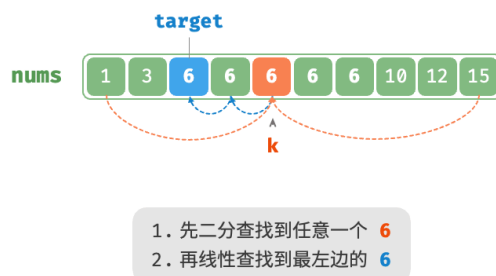 target
nums 1 3 6 6 6 6 6 10 12 15
k
1. 先二分查找到任意一个 6
2. 再线性查找到最左边的 6